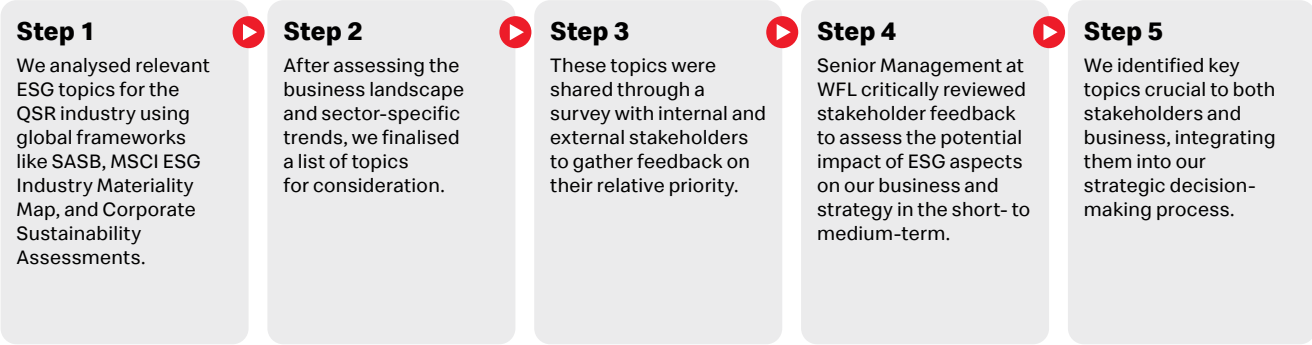 Step 1
We analysed relevant
ESG topics for the
QSR industry using
global frameworks
like SASB, MSCI ESG
Industry Materiality
Map, and Corporate
Sustainability
Assessments.
Step 2
After assessing the
business landscape
and sector-specific
trends, we finalised
a list of topics
for consideration.
Step 3
These topics were
shared through a
survey with internal and
external stakeholders
to gather feedback on
their relative priority.
Step 4
Senior Management at
WFL critically reviewed
stakeholder feedback
to assess the potential
impact of ESG aspects
on our business and
strategy in the short- to
medium-term.
Step 5
We identified key
topics crucial to both
stakeholders and
business, integrating
them into our
strategic decision-
making process.